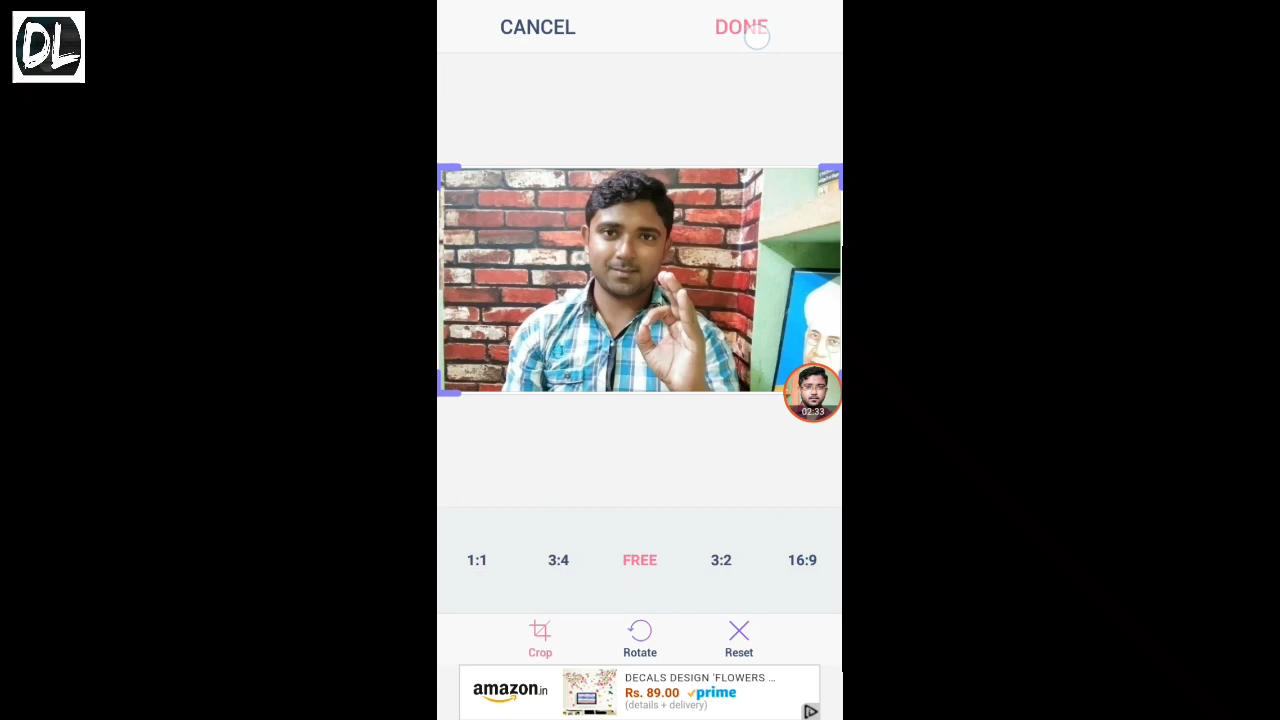 DL
CANCEL
DONE
02:33
1:1
3:4
FREE
3:2
16:9
Crop
Rotate
Reset
amazon.in
DECALS DESIGN 'FLOWERS ...
Rs. 89.00 prime
(details + delivery)